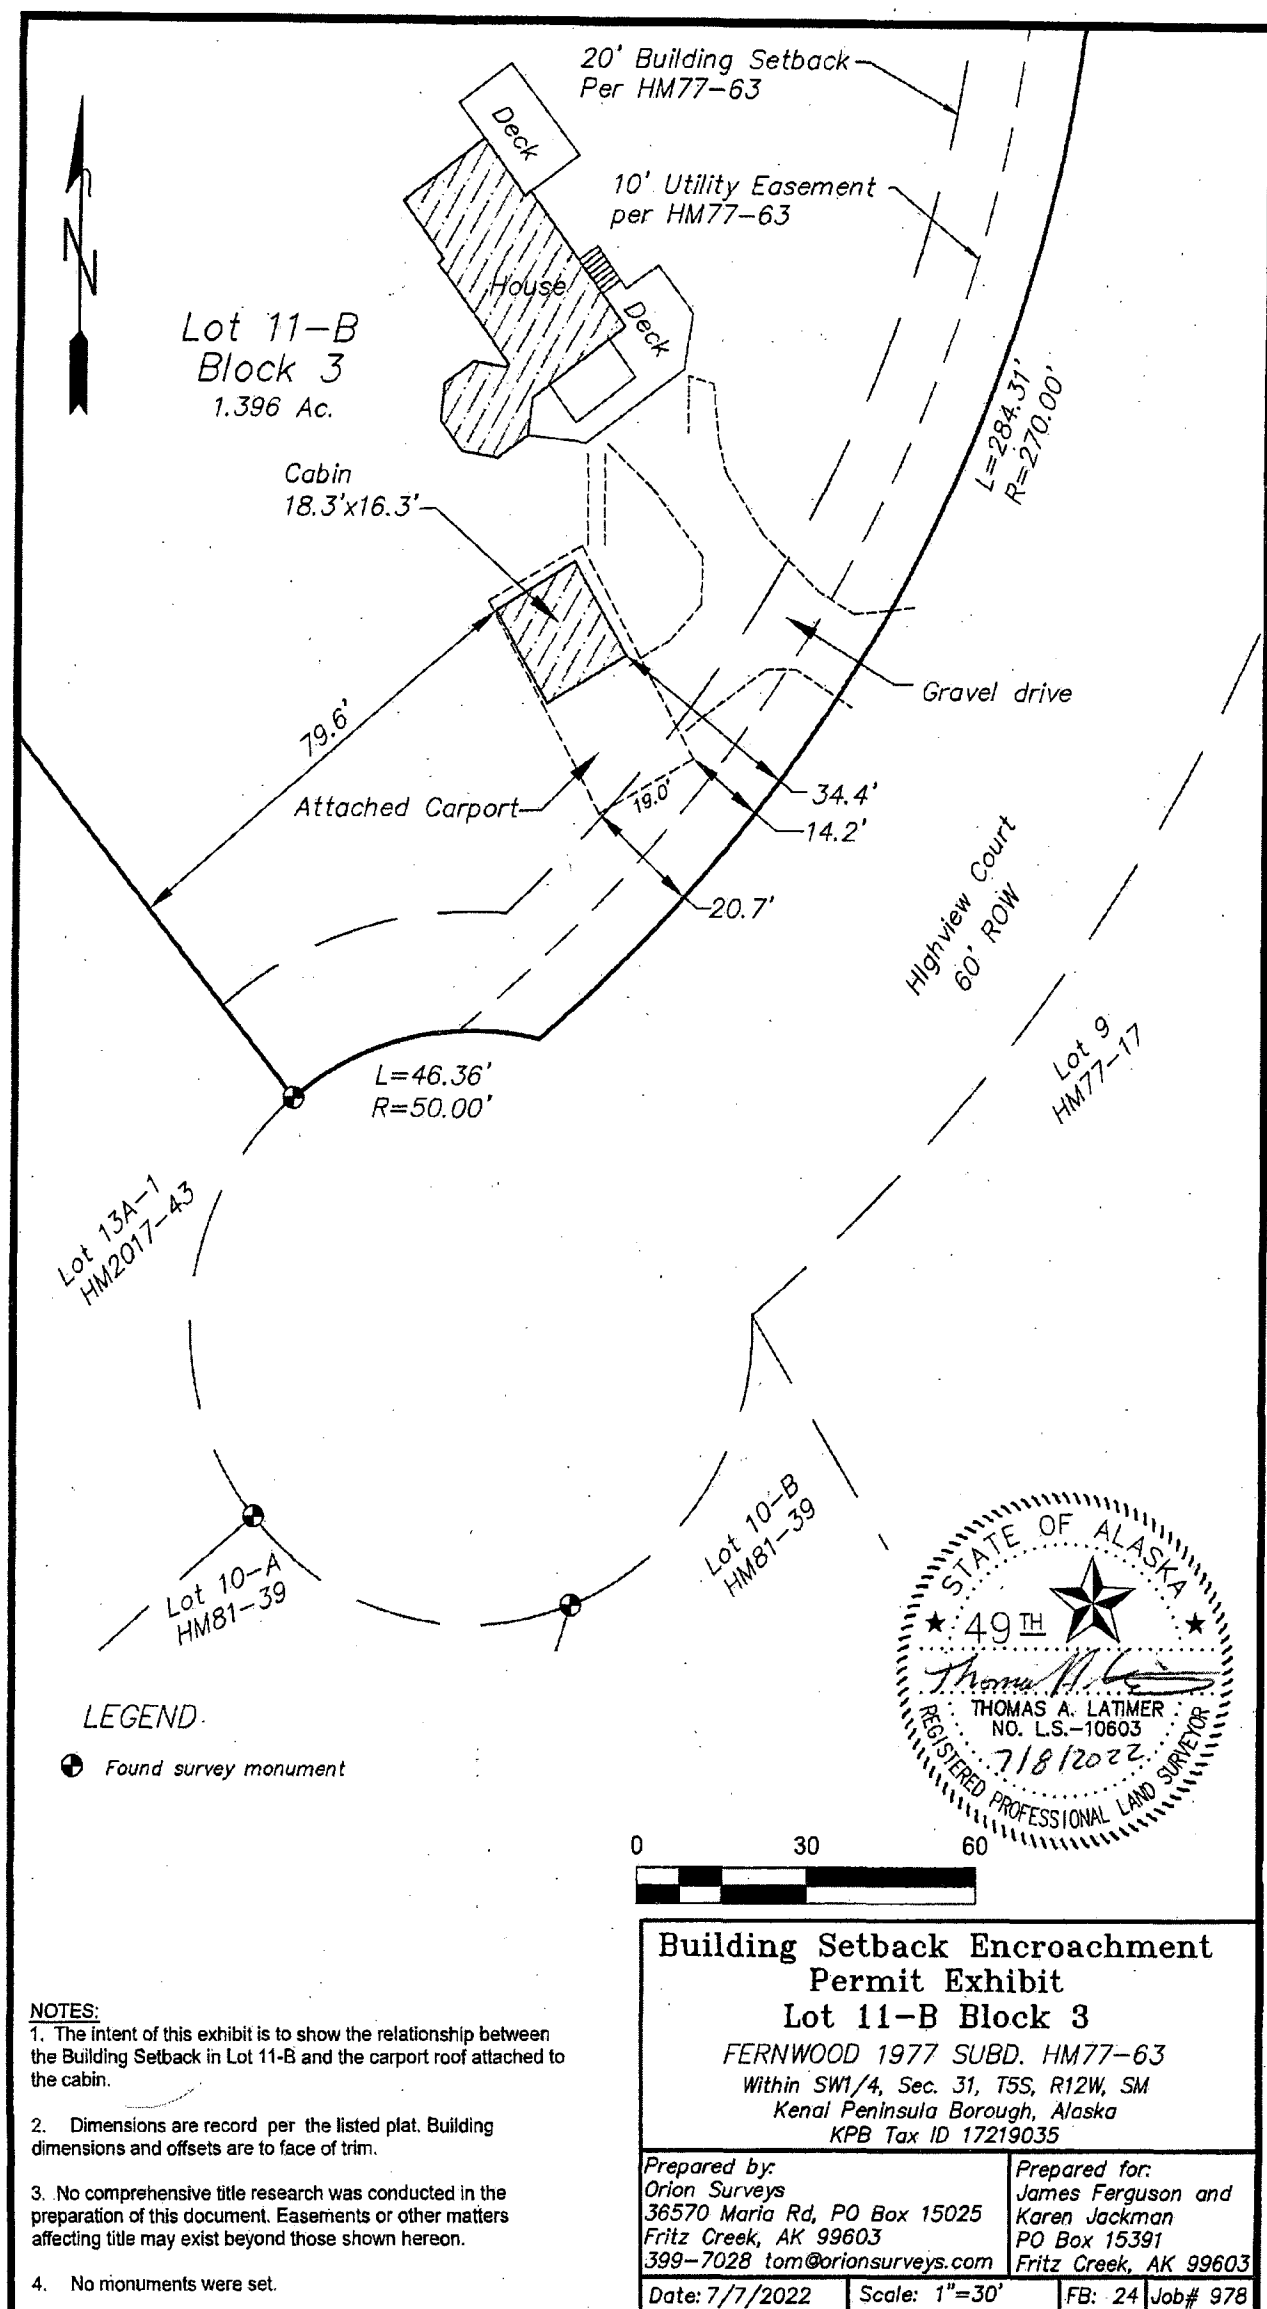 20' Building Setback
Per HM77-63
Deck
10' Utility Easement
per HM77-63
N
House
Deck
Lot 11-B
Block 3
1.396 Ac.
L=284.31'
R=270.00'
Cabin
18.3'x16.3'
Gravel drive
79.6'
Attached Carport
19.0'
34.4'
14.2'
20.7'
HIghview Court
60' ROW
Lot 9
HM77-17
L=46.36'
R=50.00'
Lot 13A-1
HM2017-43
Lot 10-B
HM81-39
Lot 10-A
HM81-39
STATE OF ALASKA
49 TH
THOMAS A. LATIMER
NO. L.S.-10603
7/8/2022
REGISTERED PROFESSIONAL LAND SURVEYOR
LEGEND
Found survey monument
0 30 60
Building Setback Encroachment
Permit Exhibit
Lot 11-B Block 3
FERNWOOD 1977 SUBD. HM77-63
Within SW1/4, Sec. 31, T5S, R12W, SM
Kenai Peninsula Borough, Alaska
KPB Tax ID 17219035
Prepared by:
Orion Surveys
36570 Maria Rd, PO Box 15025
Fritz Creek, AK 99603
399-7028 tom@orionsurveys.com
Prepared for:
James Ferguson and
Karen Jackman
PO Box 15391
Fritz Creek, AK 99603
Date: 7/7/2022
Scale: 1"=30'
FB: 24
Job# 978
NOTES:
1. The intent of this exhibit is to show the relationship between
the Building Setback in Lot 11-B and the carport roof attached to
the cabin.
2. Dimensions are record per the listed plat. Building
dimensions and offsets are to face of trim.
3. No comprehensive title research was conducted in the
preparation of this document. Easements or other matters
affecting title may exist beyond those shown hereon.
4. No monuments were set.